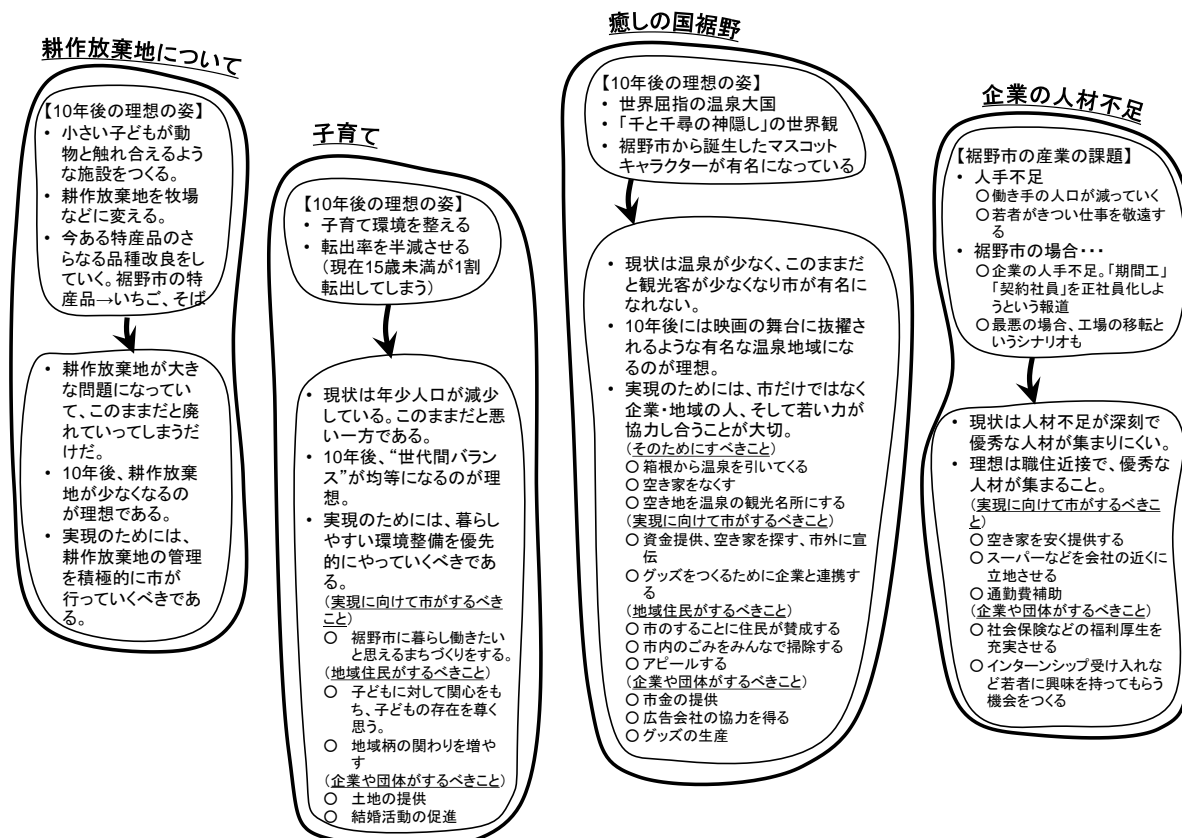 耕作放棄地について
【10年後の理想の姿】
• 小さい子どもが動
物と触れ合えるよう
な施設をつくる。
• 耕作放棄地を牧場
などに変える。
• 今ある特産品のさ
らなる品種改良をし
ていく。裾野市の特
産品→いちご、そば
• 耕作放棄地が大き
な問題になってい
て、このままだと廃
れていってしまうだ
けだ。
• 10年後、耕作放棄
地が少なくなるの
が理想である。
• 実現のためには、
耕作放棄地の管理
を積極的に市が
行っていくべきであ
る。
子育て
【10年後の理想の姿】
• 子育て環境を整える
• 転出率を半減させる
（現在15歳未満が1割
転出してしまう）
• 現状は年少人口が減少
している。このままだと悪
い一方である。
• 10年後、“世代間バラン
ス”が均等になるのが理
想。
• 実現のためには、暮らし
やすい環境整備を優先
的にやっていくべきであ
る。
（実現に向けて市がするべき
こと）
○ 裾野市に暮らし働きたい
と思えるまちづくりをする。
（地域住民がするべきこと）
○ 子どもに対して関心をも
ち、子どもの存在を尊く
思う。
○ 地域柄の関わりを増や
す
（企業や団体がするべきこと）
○ 土地の提供
○ 結婚活動の促進
癒しの国裾野
【10年後の理想の姿】
• 世界屈指の温泉大国
• 「千と千尋の神隠し」の世界観
• 裾野市から誕生したマスコット
キャラクターが有名になっている
• 現状は温泉が少なく、このままだ
と観光客が少なくなり市が有名
になれない。
• 10年後には映画の舞台に抜擢さ
れるような有名な温泉地域にな
るのが理想。
• 実現のためには、市だけではなく
企業・地域の人、そして若い力が
協力し合うことが大切。
（そのためにすべきこと）
○ 箱根から温泉を引いてくる
○ 空き家をなくす
○ 空き地を温泉の観光名所にする
（実現に向けて市がするべきこと）
○ 資金提供、空き家を探す、市外に宣
伝
○ グッズをつくるために企業と連携す
る
（地域住民がするべきこと）
○ 市のすることに住民が賛成する
○ 市内のごみをみんなで掃除する
○ アピールする
（企業や団体がするべきこと）
○ 市金の提供
○ 広告会社の協力を得る
○ グッズの生産
企業の人材不足
【裾野市の産業の課題】
• 人手不足
○働き手の人口が減っていく
○若者がきつい仕事を敬遠す
る
• 裾野市の場合・・・
○企業の人手不足。「期間工」
「契約社員」を正社員化しよ
うという報道
○最悪の場合、工場の移転と
いうシナリオも
• 現状は人材不足が深刻で
優秀な人材が集まりにくい。
• 理想は職住近接で、優秀な
人材が集まること。
（実現に向けて市がするべきこ
と）
○空き家を安く提供する
○スーパーなどを会社の近くに
立地させる
○通勤費補助
（企業や団体がするべきこと）
○社会保険などの福利厚生を
充実させる
○インターンシップ受け入れな
ど若者に興味を持ってもらう
機会をつくる